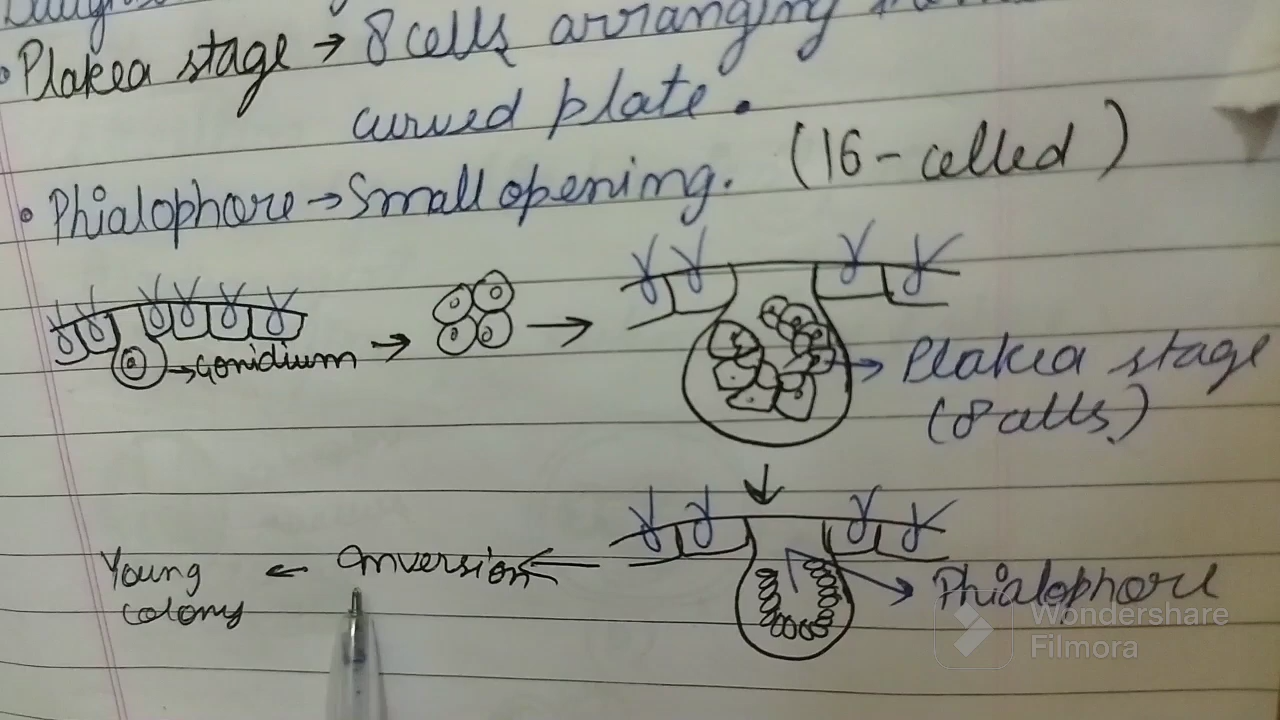 • Plakea stage → 8 cells arranging
curved plate.
• Phialophore → Small opening. (16-celled)
→ Gonidium →
Plakea stage
(8 cells)
Young
colony
← Inversion
→ Phialophore
Wondershare
Filmora